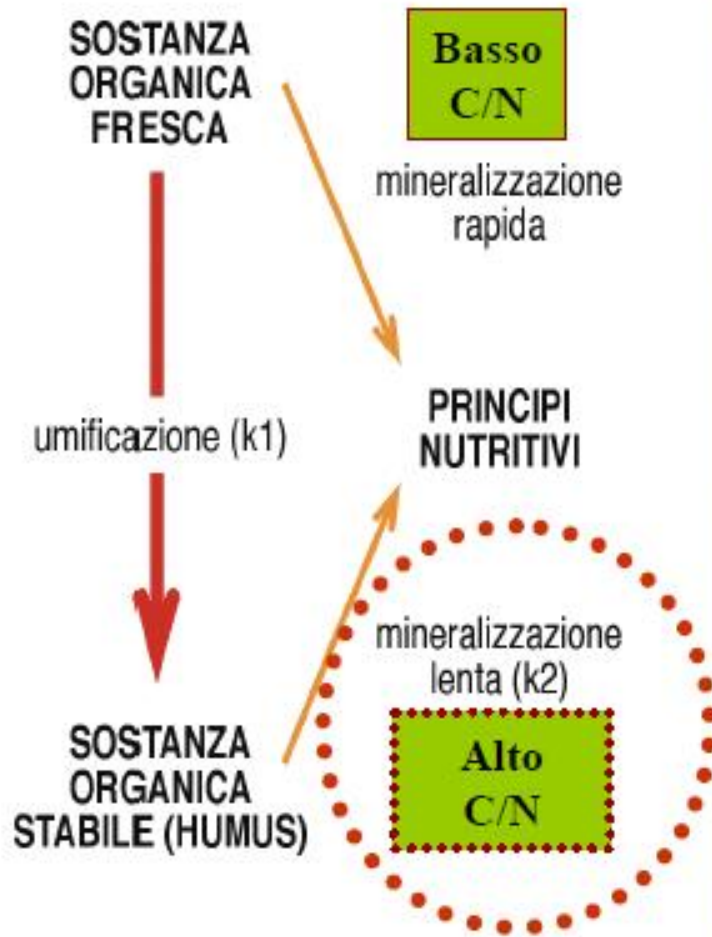 SOSTANZA
ORGANICA
FRESCA
Basso
C/N
mineralizzazione
rapida
umificazione (k1)
PRINCIPI
NUTRITIVI
mineralizzazione
lenta (k2)
Alto
C/N
SOSTANZA
ORGANICA
STABILE (HUMUS)